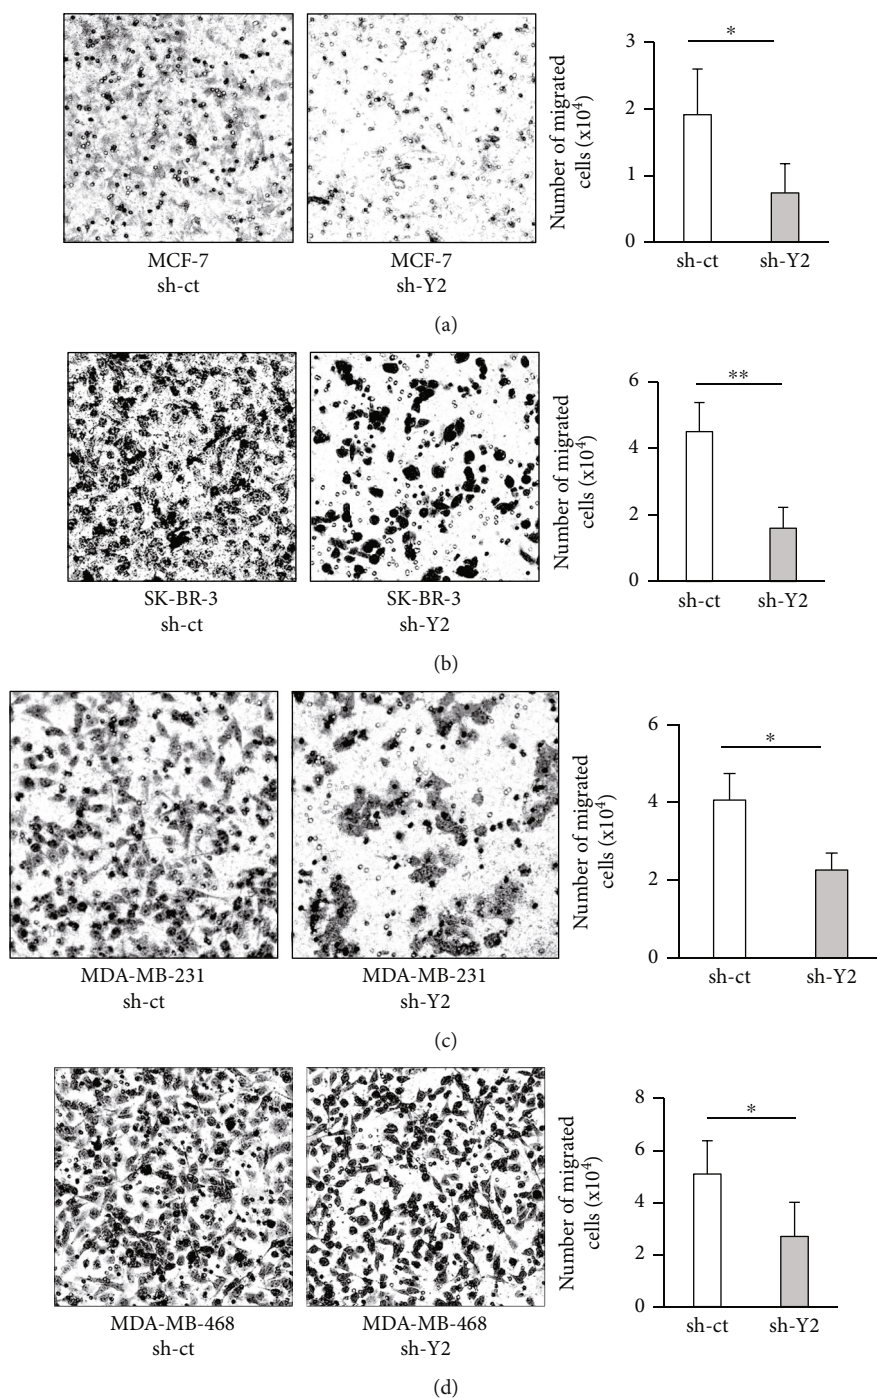 MCF-7
sh-ct
MCF-7
sh-Y2
Number of migrated
cells (x10⁴)
3
2
1
0
*
sh-ct
sh-Y2
(a)
SK-BR-3
sh-ct
SK-BR-3
sh-Y2
Number of migrated
cells (x10⁴)
6
4
2
0
**
sh-ct
sh-Y2
(b)
MDA-MB-231
sh-ct
MDA-MB-231
sh-Y2
Number of migrated
cells (x10⁴)
6
4
2
0
*
sh-ct
sh-Y2
(c)
MDA-MB-468
sh-ct
MDA-MB-468
sh-Y2
Number of migrated
cells (x10⁴)
8
6
4
2
0
*
sh-ct
sh-Y2
(d)